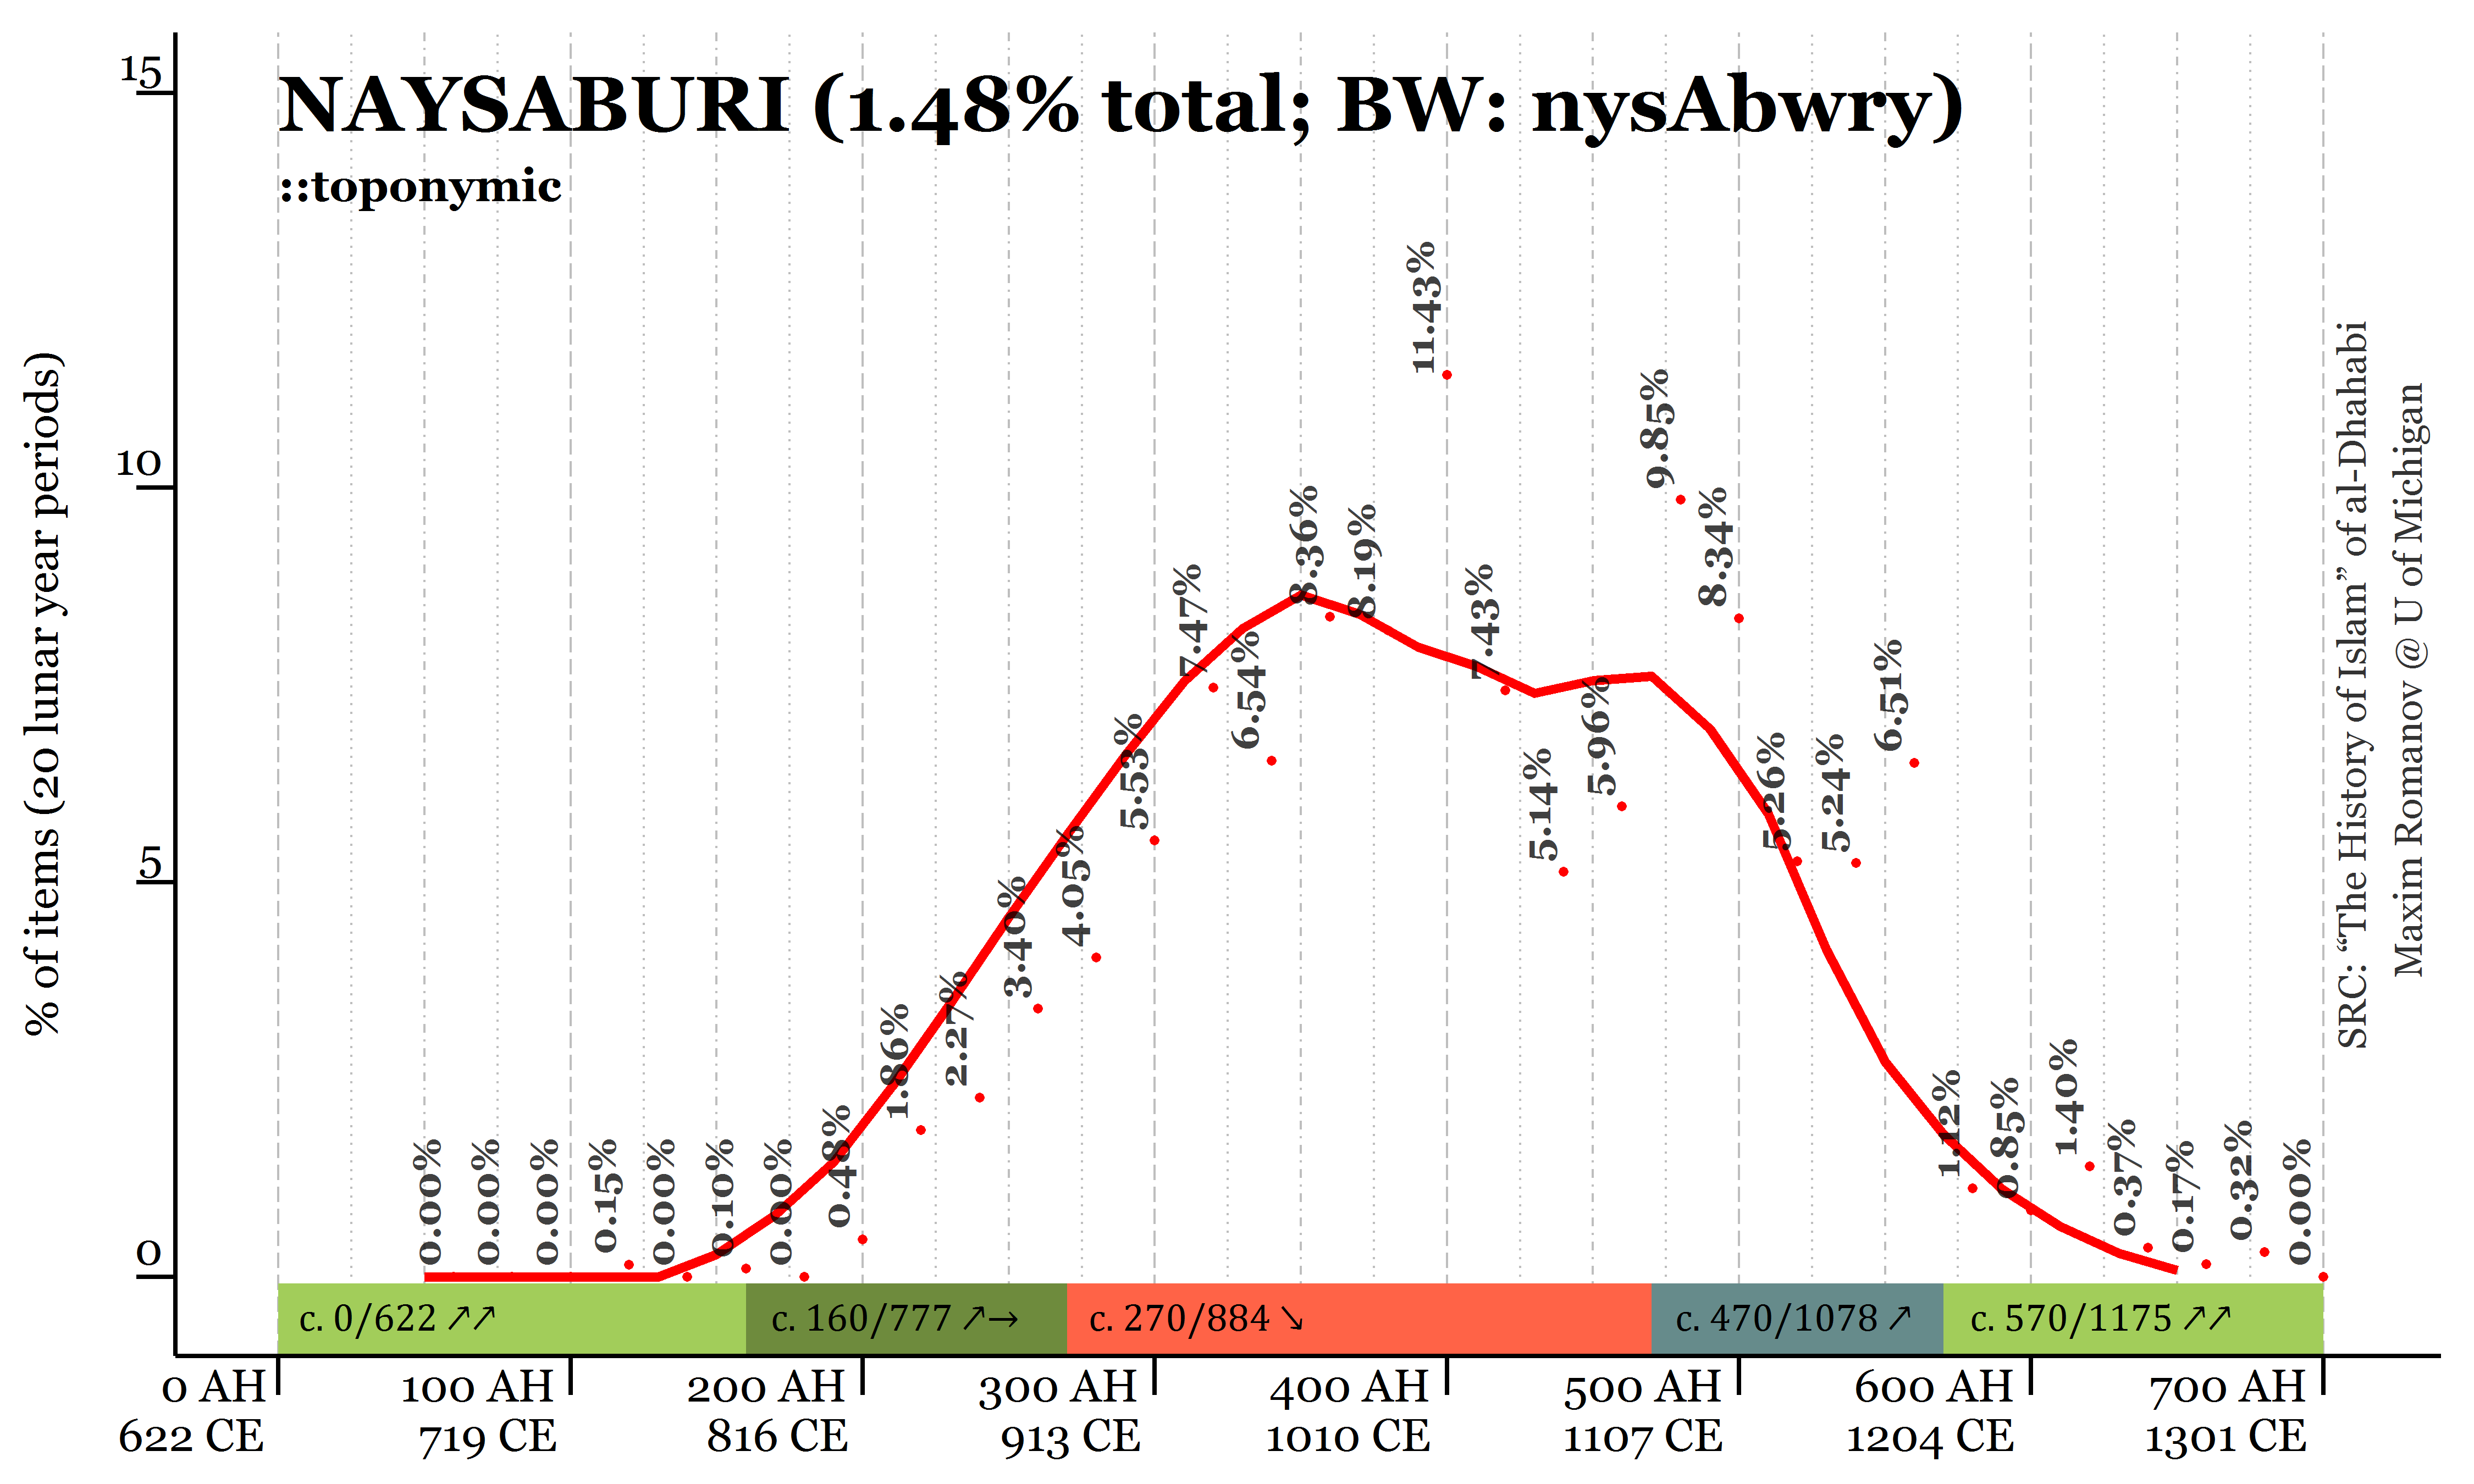 NAYSABURI (1.48% total; BW: nysAbwry)
::toponymic
% of items (20 lunar year periods)
15
10
5
0
0.00%
0.00%
0.00%
0.15%
0.00%
0.10%
0.00%
0.48%
1.86%
2.27%
3.40%
4.05%
5.53%
7.47%
6.54%
8.36%
8.19%
11.43%
7.43%
5.14%
5.96%
9.85%
8.34%
5.26%
5.24%
6.51%
1.12%
0.85%
1.40%
0.37%
0.17%
0.32%
0.00%
c. 0/622 ↗↗
c. 160/777 ↗→
c. 270/884 ↘
c. 470/1078 ↗
c. 570/1175 ↗↗
0 AH
622 CE
100 AH
719 CE
200 AH
816 CE
300 AH
913 CE
400 AH
1010 CE
500 AH
1107 CE
600 AH
1204 CE
700 AH
1301 CE
SRC: “The History of Islam” of al-Dhahabi
Maxim Romanov @ U of Michigan